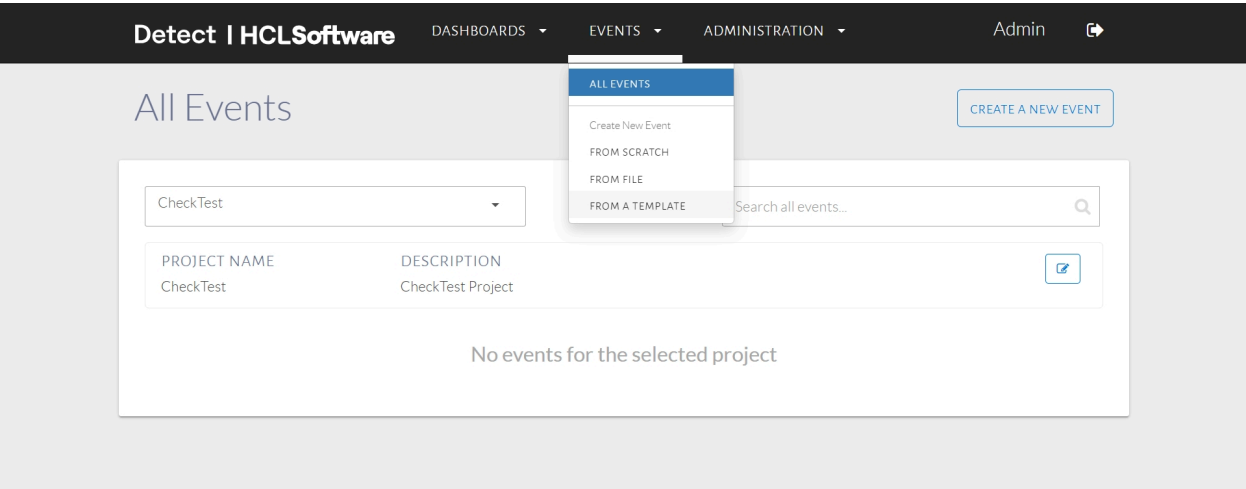 Detect | HCLSoftware DASHBOARDS EVENTS ADMINISTRATION Admin
All Events
CREATE A NEW EVENT
ALL EVENTS
Create New Event
FROM SCRATCH
FROM FILE
FROM A TEMPLATE
CheckTest
Search all events...
PROJECT NAME DESCRIPTION
CheckTest CheckTest Project
No events for the selected project